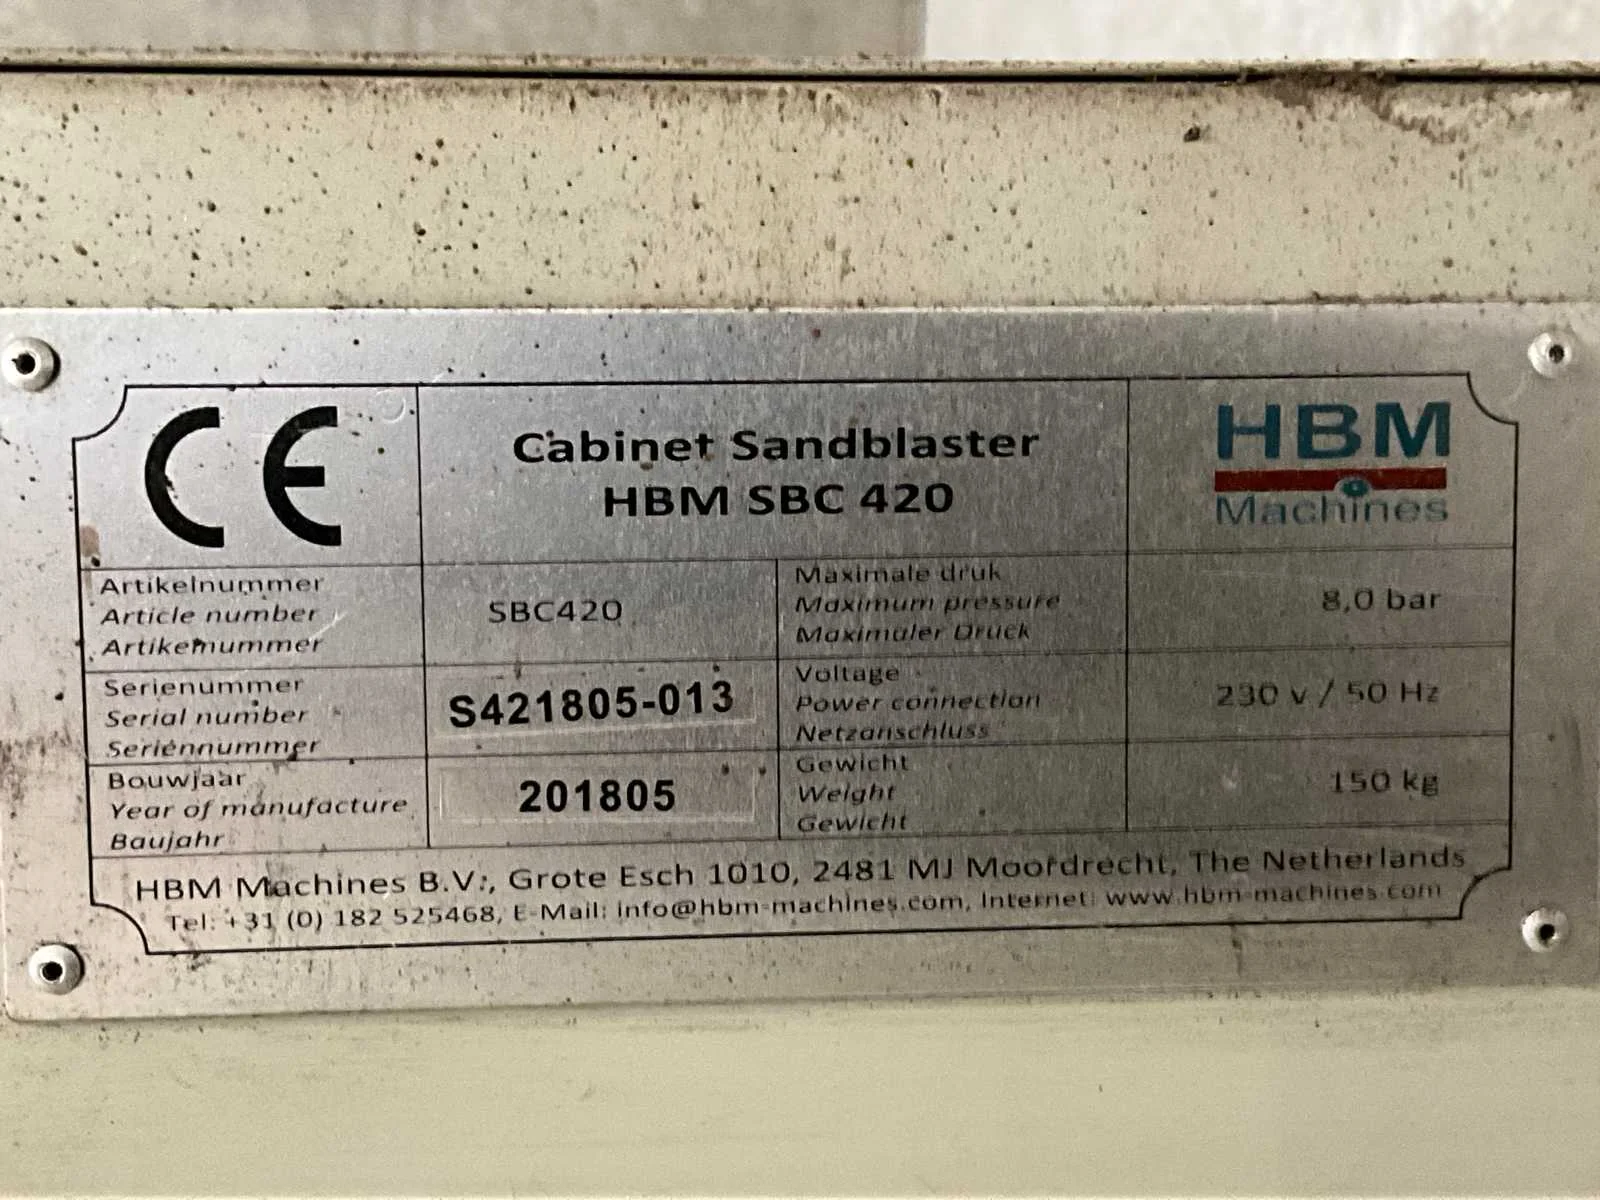 CE
Cabinet Sandblaster
HBM SBC 420
HBM
Machines
Artikelnummer
Article number
Artikelnummer
SBC420
Maximale druk
Maximum pressure
Maximaler Druck
8,0 bar
Serienummer
Serial number
Seriennummer
S421805-013
Voltage
Power connection
Netzanschluss
230 v / 50 Hz
Bouwjaar
Year of manufacture
Baujahr
201805
Gewicht
Weight
Gewicht
150 kg
HBM Machines B.V., Grote Esch 1010, 2481 MJ Moordrecht, The Netherlands
Tel: +31 (0) 182 525468, E-Mail: info@hbm-machines.com, Internet: www.hbm-machines.com